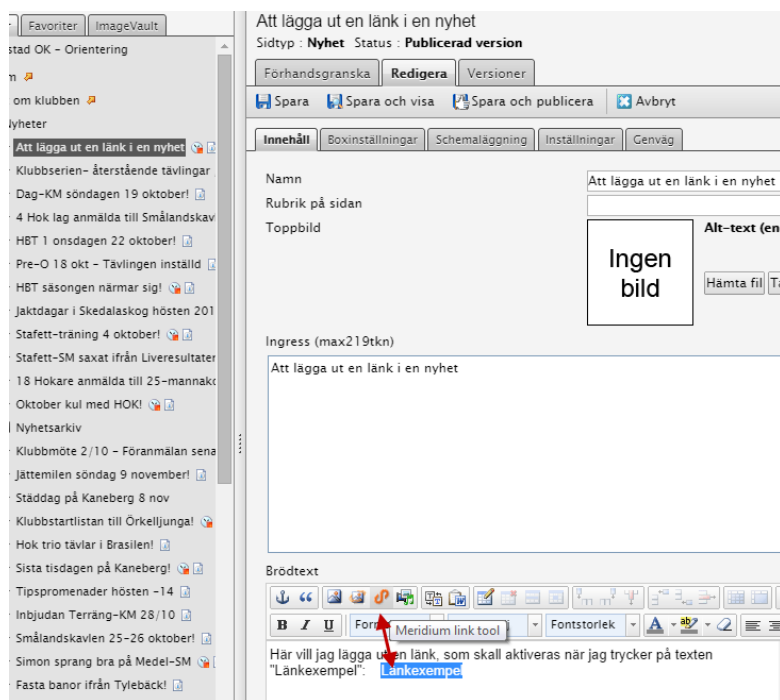 Favoriter ImageVault
stad OK - Orientering
m
om klubben
lyheter
Att lägga ut en länk i en nyhet
Klubbserien- återstående tävlingar
Dag-KM söndagen 19 oktober!
4 Hok lag anmälda till Smålandskav
HBT 1 onsdagen 22 oktober!
Pre-O 18 okt - Tävlingen inställd
HBT säsongen närmar sig!
Jaktdagar i Skedalaskog hösten 201
Stafett-träning 4 oktober!
Stafett-SM saxat ifrån Liveresultater
18 Hokare anmälda till 25-mannak
Oktober kul med HOK!
Nyhetsarkiv
Klubbmöte 2/10 - Föranmälan sena
Jättemilen söndag 9 november!
Städdag på Kaneberg 8 nov
Klubbstartlistan till Örkelljunga!
Hok trio tävlar i Brasilen!
Sista tisdagen på Kaneberg!
Tipspromenader hösten -14
Inbjudan Terräng-KM 28/10
Smålandskavlen 25-26 oktober!
Simon sprang bra på Medel-SM
Fasta banor ifrån Tylebäck!
Att lägga ut en länk i en nyhet
Sidtyp : Nyhet Status : Publicerad version
Förhandsgranska Redigera Versioner
Spara Spara och visa Spara och publicera Avbryt
Innehåll Boxinställningar Schemaläggning Inställningar Genväg
Namn Att lägga ut en länk i en nyhet
Rubrik på sidan
Toppbild Alt-text (en
Ingen
bild
Hämta fil Ta
Ingress (max219tkn)
Att lägga ut en länk i en nyhet
Brödtext
B I U For Fontstorlek A ab
Meridium link tool
Här vill jag lägga ut en länk, som skall aktiveras när jag trycker på texten
"Länkexempel": Länkexempel